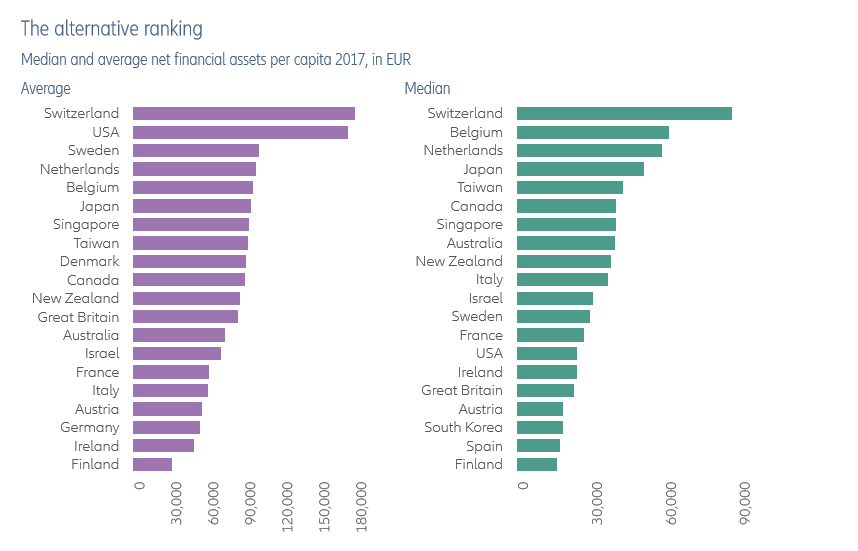 The alternative ranking
Median and average net financial assets per capita 2017, in EUR
Average
Switzerland
USA
Sweden
Netherlands
Belgium
Japan
Singapore
Taiwan
Denmark
Canada
New Zealand
Great Britain
Australia
Israel
France
Italy
Austria
Germany
Ireland
Finland
0
30,000
60,000
90,000
120,000
150,000
180,000
Median
Switzerland
Belgium
Netherlands
Japan
Taiwan
Canada
Singapore
Australia
New Zealand
Italy
Israel
Sweden
France
USA
Ireland
Great Britain
Austria
South Korea
Spain
Finland
0
30,000
60,000
90,000